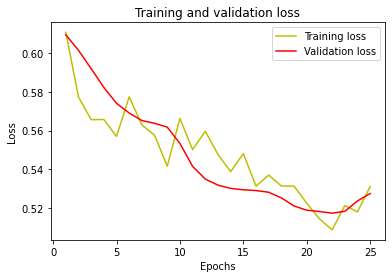 Training and validation loss
Training loss
Validation loss
Loss
0.60
0.58
0.56
0.54
0.52
0
5
10
15
20
25
Epochs